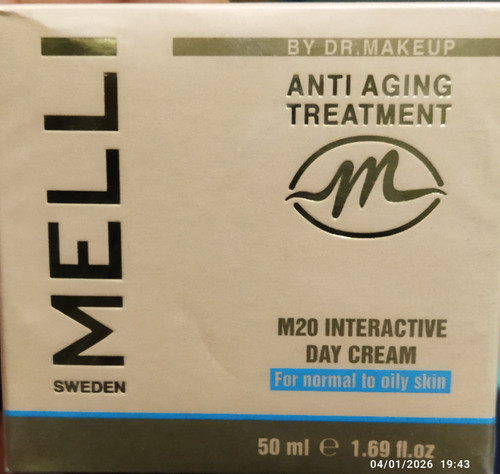 MELLI
SWEDEN
BY DR.MAKEUP
ANTI AGING
TREATMENT
m
M20 INTERACTIVE
DAY CREAM
For normal to oily skin
50 ml ℮ 1.69 fl.oz
04/01/2026 19:43